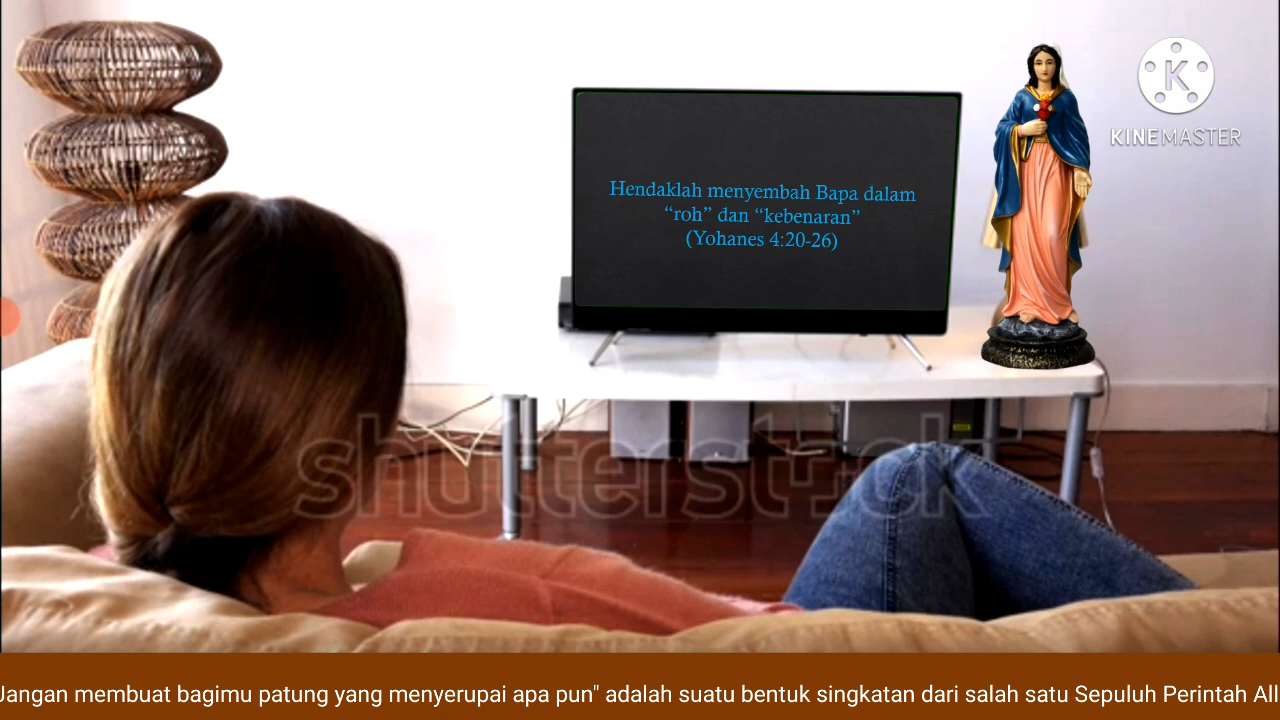 KINEMASTER
Hendaklah menyembah Bapa dalam
“roh” dan “kebenaran”
(Yohanes 4:20-26)
shutterstock
Jangan membuat bagimu patung yang menyerupai apa pun" adalah suatu bentuk singkatan dari salah satu Sepuluh Perintah All